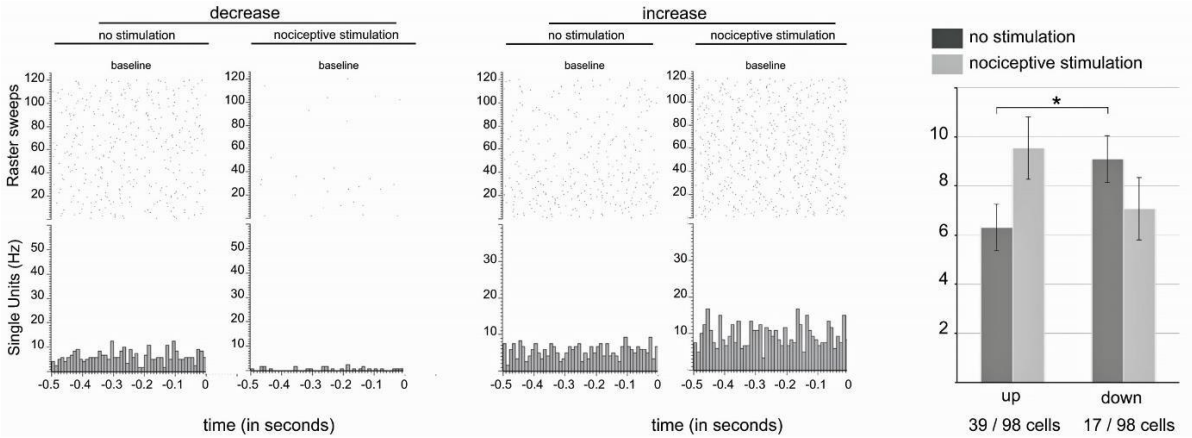 decrease
increase
no stimulation
nociceptive stimulation
no stimulation
nociceptive stimulation
baseline
baseline
baseline
baseline
Raster sweeps
120
100
80
60
40
20
120
100
80
60
40
20
120
100
80
60
40
20
120
100
80
60
40
20
Single Units (Hz)
50
40
30
20
10
0
50
40
30
20
10
0
30
20
10
0
30
20
10
0
-0.5 -0.3 -0.2 -0.1 0
-0.5 -0.3 -0.2 -0.1 0
-0.5 -0.3 -0.2 -0.1 0
-0.5 -0.3 -0.2 -0.1 0
time (in seconds)
time (in seconds)
no stimulation
nociceptive stimulation
*
10
8
6
4
2
up down
39 / 98 cells 17 / 98 cells